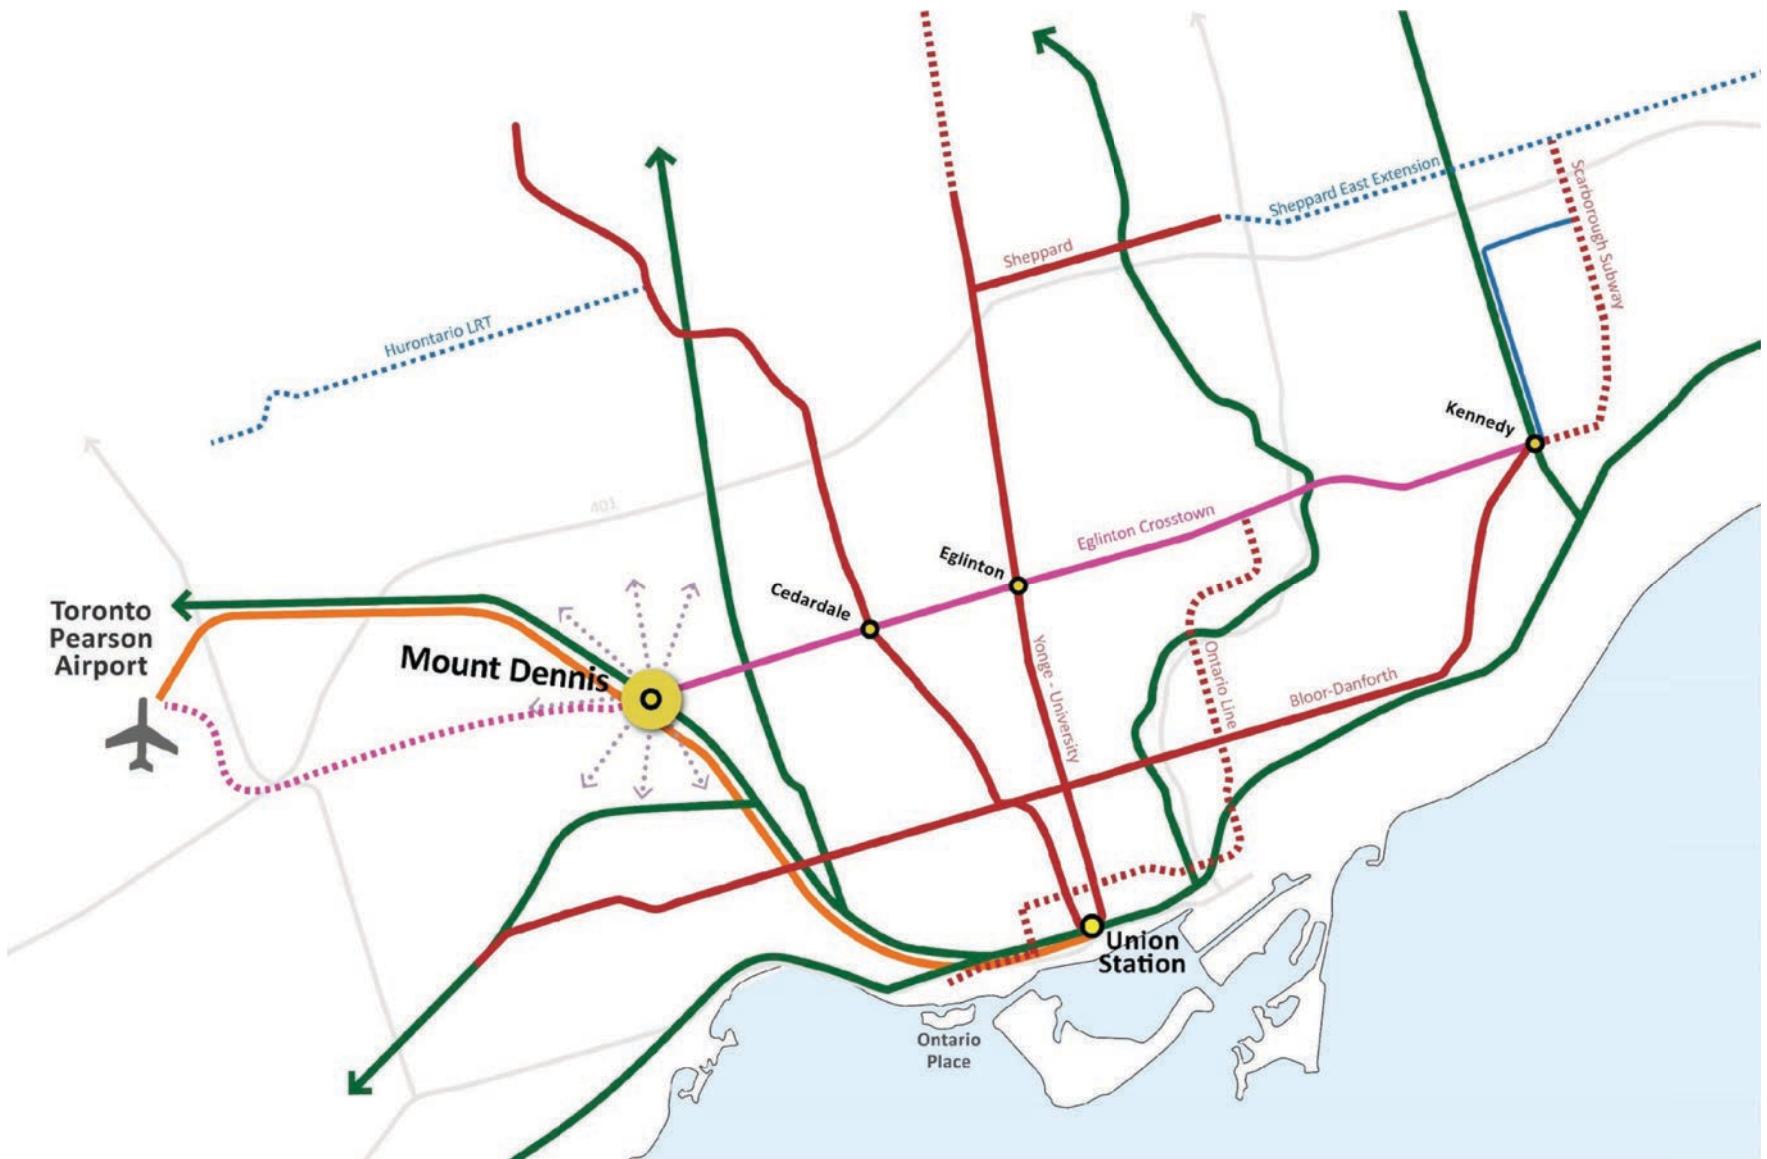 Sheppard East Extension
Scarborough Subway
Sheppard
Hurontario LRT
Kennedy
401
Eglinton Crosstown
Eglinton
Cedardale
Toronto
Pearson
Airport
Mount Dennis
Yonge - University
Ontario Line
Bloor-Danforth
Union
Station
Ontario
Place